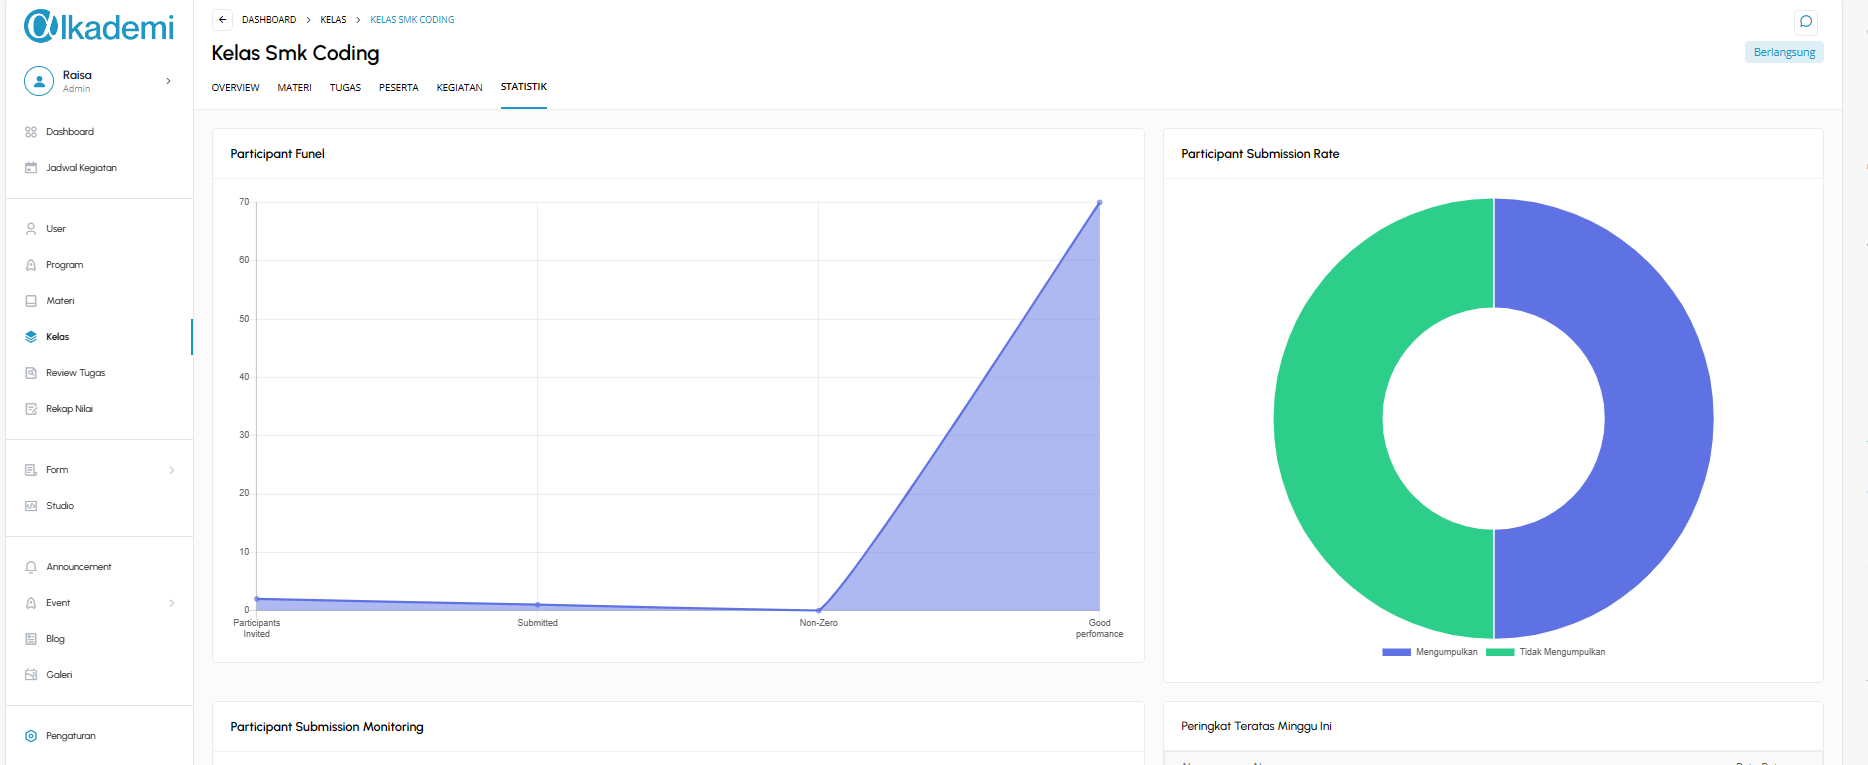 alkademi
Raisa
Admin
Dashboard
Jadwal Kegiatan
User
Program
Materi
Kelas
Review Tugas
Rekap Nilai
Form
Studio
Announcement
Event
Blog
Galeri
Pengaturan
DASHBOARD > KELAS > KELAS SMK CODING
Kelas Smk Coding
Berlangsung
OVERVIEW MATERI TUGAS PESERTA KEGIATAN STATISTIK
Participant Funel
70
60
50
40
30
20
10
0
Participants
Invited
Submitted
Non-Zero
Good
perfomance
Participant Submission Rate
Mengumpulkan Tidak Mengumpulkan
Participant Submission Monitoring
Peringkat Teratas Minggu Ini